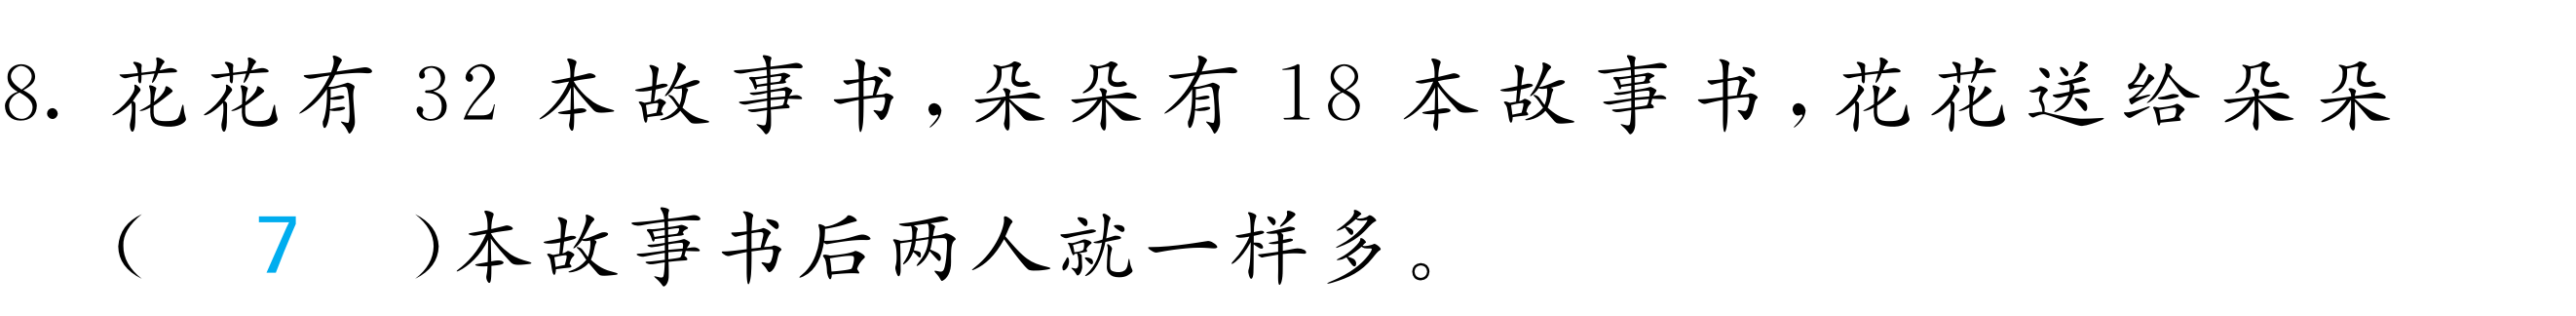 8. 花花有 32 本故事书,朵朵有 18 本故事书,花花送给朵朵
( 7 )本故事书后两人就一样多。